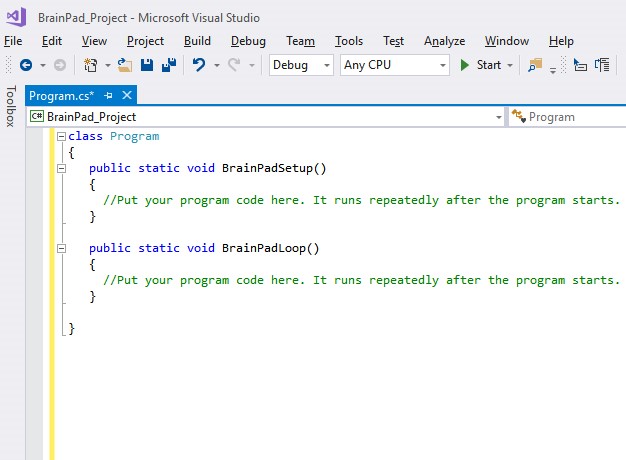 BrainPad_Project - Microsoft Visual Studio
File Edit View Project Build Debug Team Tools Test Analyze Window Help
Debug Any CPU Start
Toolbox
Program.cs*
C# BrainPad_Project Program
class Program
{
public static void BrainPadSetup()
{
//Put your program code here. It runs repeatedly after the program starts.
}
public static void BrainPadLoop()
{
//Put your program code here. It runs repeatedly after the program starts.
}
}